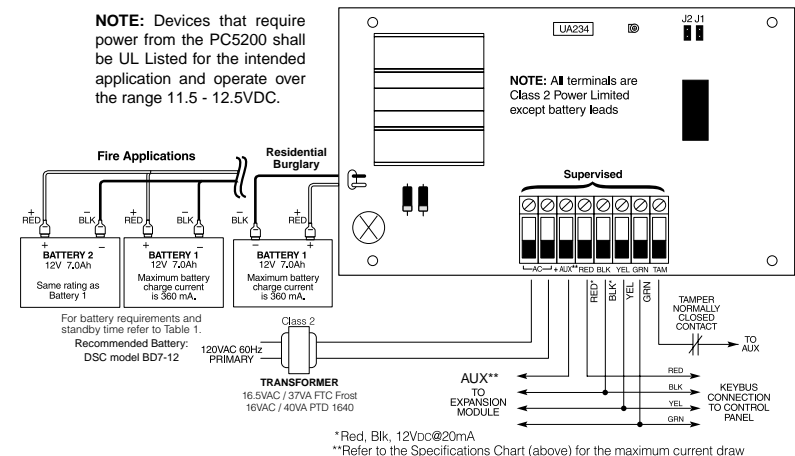 NOTE: Devices that require
power from the PC5200 shall
be UL Listed for the intended
application and operate over
the range 11.5 - 12.5VDC.
UA234
J2 J1
NOTE: All terminals are
Class 2 Power Limited
except battery leads
Fire Applications
Residential
Burglary
Supervised
+
RED
–
BLK
+
RED
–
BLK
–
BLK
+
RED
+ –
BATTERY 2
12V 7.0Ah
Same rating as
Battery 1
+ –
BATTERY 1
12V 7.0Ah
Maximum battery
charge current
is 360 mA.
– +
BATTERY 1
12V 7.0Ah
Maximum battery
charge current
is 360 mA.
AC + AUX** RED BLK YEL GRN TAM
RED*
BLK*
YEL
GRN
For battery requirements and
standby time refer to Table 1.
Recommended Battery:
DSC model BD7-12
Class 2
120VAC 60Hz
PRIMARY
TRANSFORMER
16.5VAC / 37VA FTC Frost
16VAC / 40VA PTD 1640
TAMPER
NORMALLY
CLOSED
CONTACT
TO
AUX
AUX**
TO
EXPANSION
MODULE
RED
BLK
YEL
GRN
KEYBUS
CONNECTION
TO CONTROL
PANEL
*Red, Blk, 12VDC@20mA
**Refer to the Specifications Chart (above) for the maximum current draw